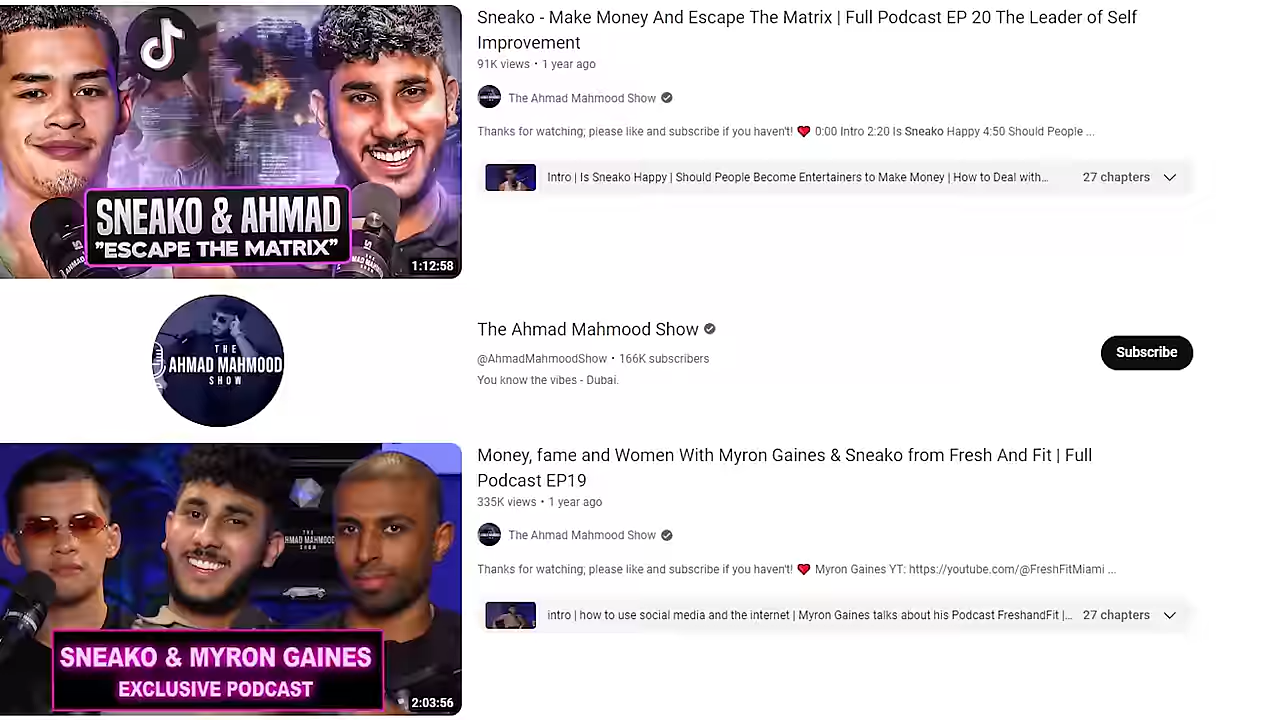 Sneako - Make Money And Escape The Matrix | Full Podcast EP 20 The Leader of Self
Improvement
91K views • 1 year ago
The Ahmad Mahmood Show
Thanks for watching; please like and subscribe if you haven't! ❤️ 0:00 Intro 2:20 Is Sneako Happy 4:50 Should People ...
Intro | Is Sneako Happy | Should People Become Entertainers to Make Money | How to Deal with...
27 chapters
SNEAKO & AHMAD
"ESCAPE THE MATRIX"
1:12:58
THE
AHMAD MAHMOOD
SHOW
The Ahmad Mahmood Show
@AhmadMahmoodShow • 166K subscribers
You know the vibes - Dubai.
Subscribe
Money, fame and Women With Myron Gaines & Sneako from Fresh And Fit | Full
Podcast EP19
335K views • 1 year ago
The Ahmad Mahmood Show
Thanks for watching; please like and subscribe if you haven't! ❤️ Myron Gaines YT: https://youtube.com/@FreshFitMiami ...
intro | how to use social media and the internet | Myron Gaines talks about his Podcast FreshandFit |...
27 chapters
THE
AHMAD MAHMOOD
SHOW
SNEAKO & MYRON GAINES
EXCLUSIVE PODCAST
2:03:56